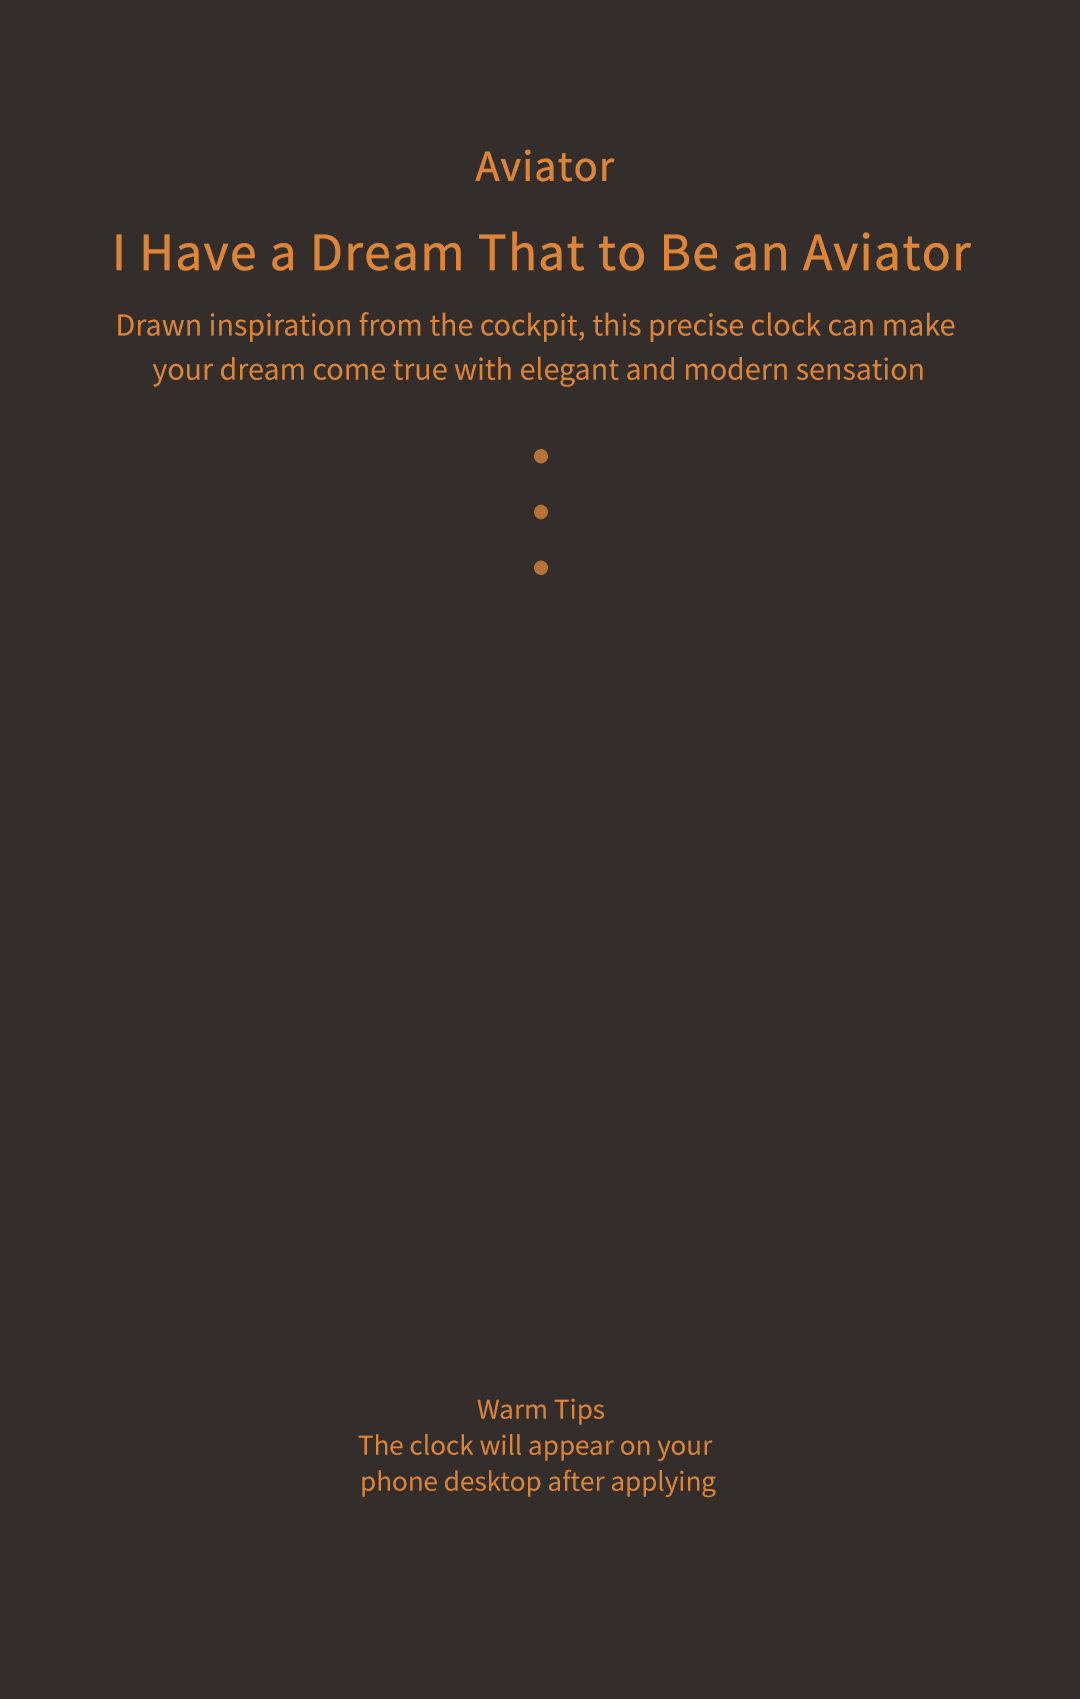 Aviator
I Have a Dream That to Be an Aviator
Drawn inspiration from the cockpit, this precise clock can make
your dream come true with elegant and modern sensation
Warm Tips
The clock will appear on your
phone desktop after applying